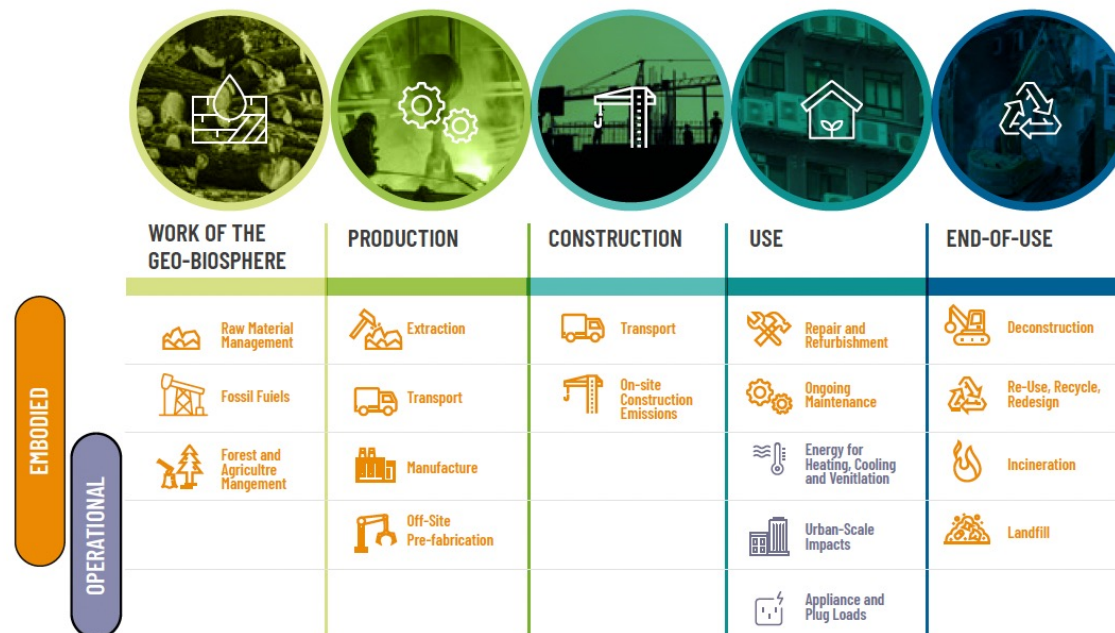 WORK OF THE
GEO-BIOSPHERE
PRODUCTION
CONSTRUCTION
USE
END-OF-USE
EMBODIED
OPERATIONAL
Raw Material
Management
Fossil Fuiels
Forest and
Agricultre
Mangement
Extraction
Transport
Manufacture
Off-Site
Pre-fabrication
Transport
On-site
Construction
Emissions
Repair and
Refurbishment
Ongoing
Maintenance
Energy for
Heating, Cooling
and Venitlation
Urban-Scale
Impacts
Appliance and
Plug Loads
Deconstruction
Re-Use, Recycle,
Redesign
Incineration
Landfill